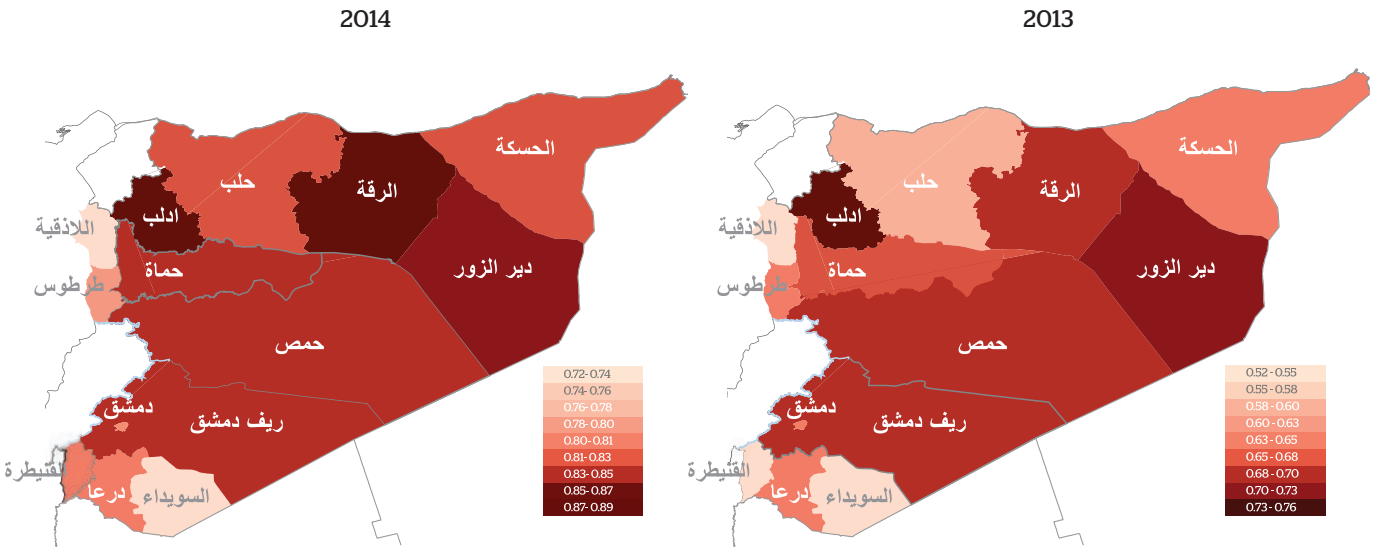 2014
الحسكة
حلب
الرقة
ادلب
اللاذقية
حماة
دير الزور
طرطوس
حمص
دمشق
ريف دمشق
القنيطرة
درعا
السويداء
0.72- 0.74
0.74- 0.76
0.76- 0.78
0.78- 0.80
0.80- 0.81
0.81- 0.83
0.83- 0.85
0.85- 0.87
0.87- 0.89
2013
الحسكة
حلب
الرقة
ادلب
اللاذقية
حماة
دير الزور
طرطوس
حمص
دمشق
ريف دمشق
القنيطرة
درعا
السويداء
0.52 - 0.55
0.55 - 0.58
0.58 - 0.60
0.60 - 0.63
0.63 - 0.65
0.65 - 0.68
0.68 - 0.70
0.70 - 0.73
0.73 - 0.76